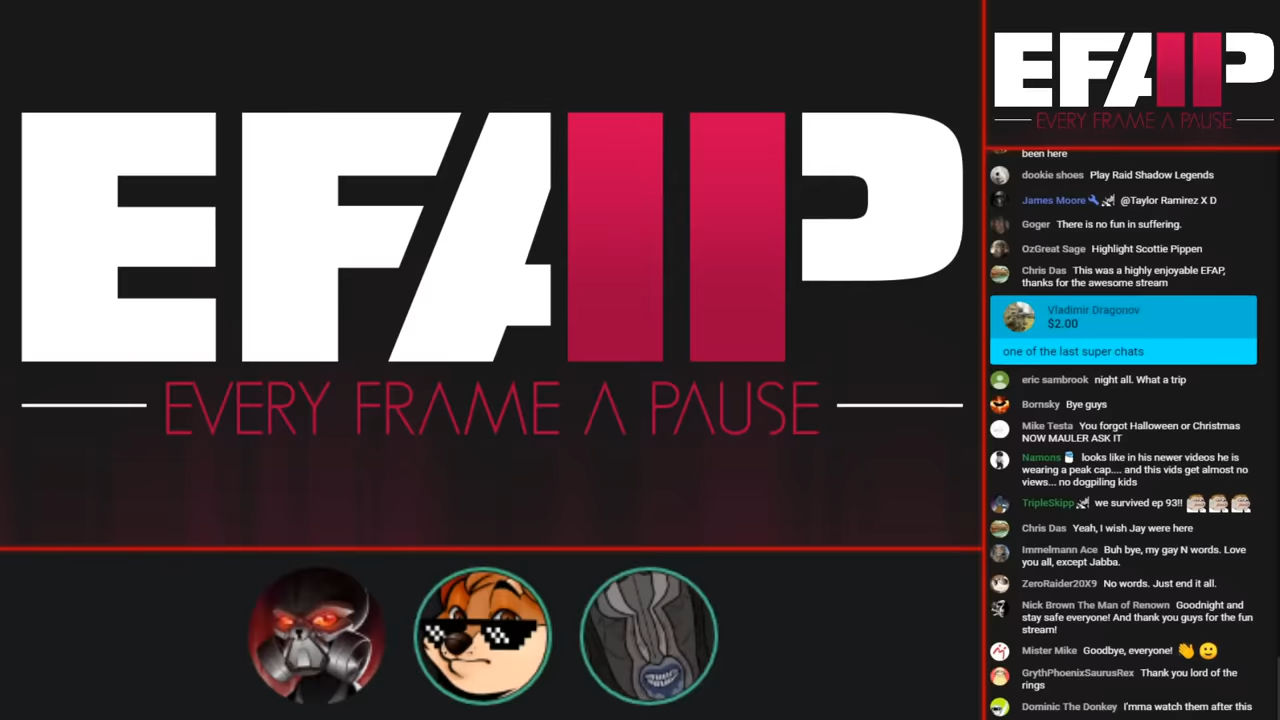 EFAP
EVERY FRAME A PAUSE
EFAP
EVERY FRAME A PAUSE
been here
dookie shoes Play Raid Shadow Legends
James Moore @Taylor Ramirez X D
Goger There is no fun in suffering.
OzGreat Sage Highlight Scottie Pippen
Chris Das This was a highly enjoyable EFAP,
thanks for the awesome stream
Vladimir Dragonov
$2.00
one of the last super chats
eric sambrook night all. What a trip
Bornsky Bye guys
Mike Testa You forgot Halloween or Christmas
NOW MAULER ASK IT
Namons looks like in his newer videos he is
wearing a peak cap.... and this vids get almost no
views... no dogpiling kids
TripleSkipp we survived ep 93!!
Chris Das Yeah, I wish Jay were here
Immelmann Ace Buh bye, my gay N words. Love
you all, except Jabba.
ZeroRaider20X9 No words. Just end it all.
Nick Brown The Man of Renown Goodnight and
stay safe everyone! And thank you guys for the fun
stream!
Mister Mike Goodbye, everyone! 👋 🙂
GrythPhoenixSaurusRex Thank you lord of the
rings
Dominic The Donkey I'mma watch them after this